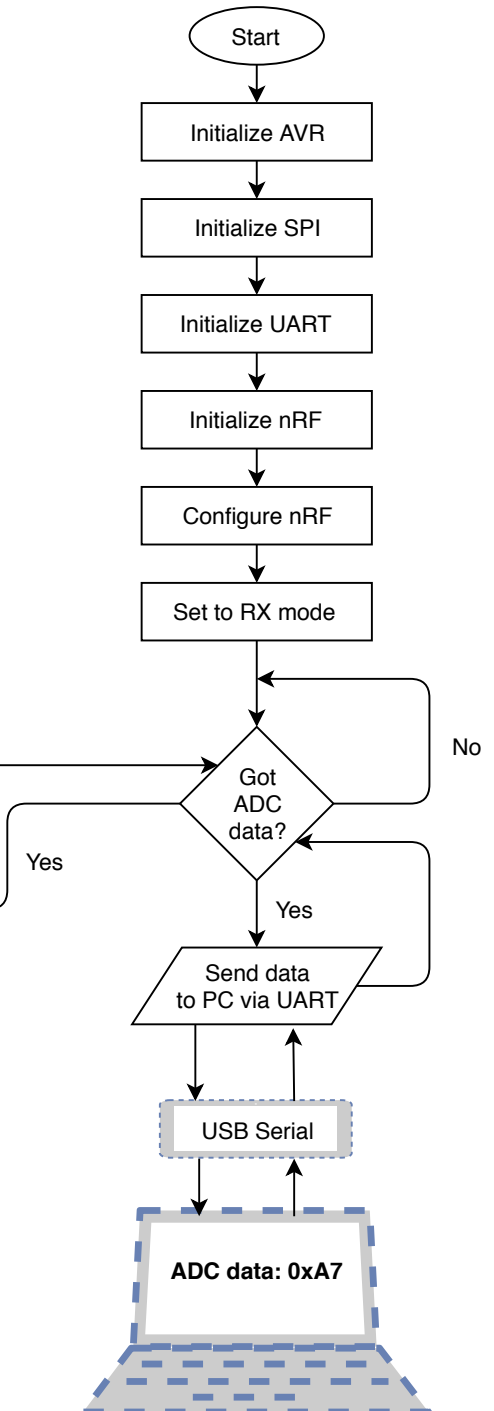 Start
Initialize AVR
Initialize SPI
Initialize UART
Initialize nRF
Configure nRF
Set to RX mode
No
Got
ADC
data?
Yes
Yes
Send data
to PC via UART
USB Serial
ADC data: 0xA7